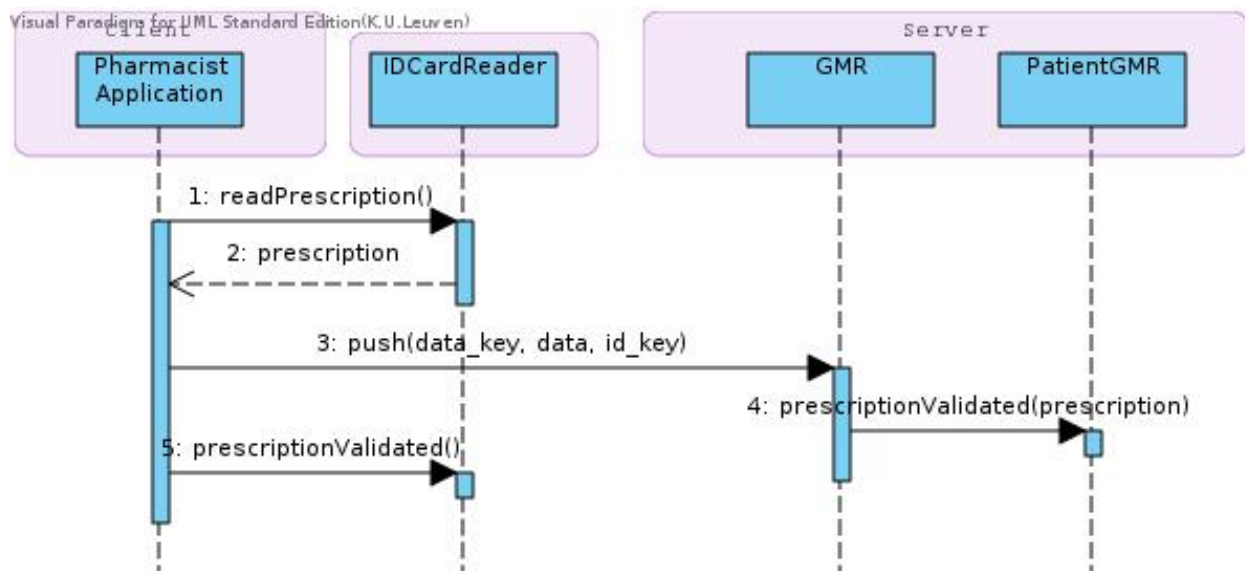 Visual Paradigm for UML Standard Edition(K.U.Leuven)
Client
Server
Pharmacist
Application
IDCardReader
GMR
PatientGMR
1: readPrescription()
2: prescription
3: push(data_key, data, id_key)
4: prescriptionValidated(prescription)
5: prescriptionValidated()